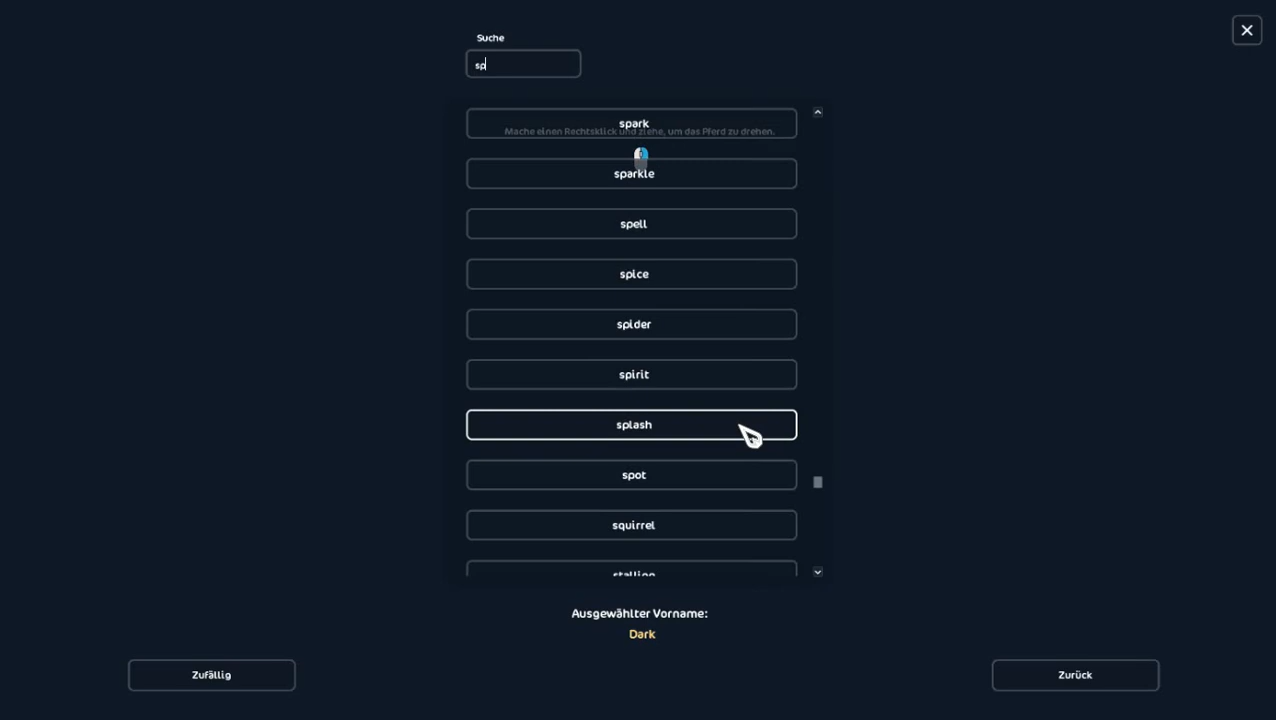 Suche
sp
spark
Mache einen Rechtsklick und ziehe, um das Pferd zu drehen.
sparkle
spell
spice
spider
spirit
splash
spot
squirrel
stallion
Ausgewählter Vorname:
Dark
Zufällig
Zurück